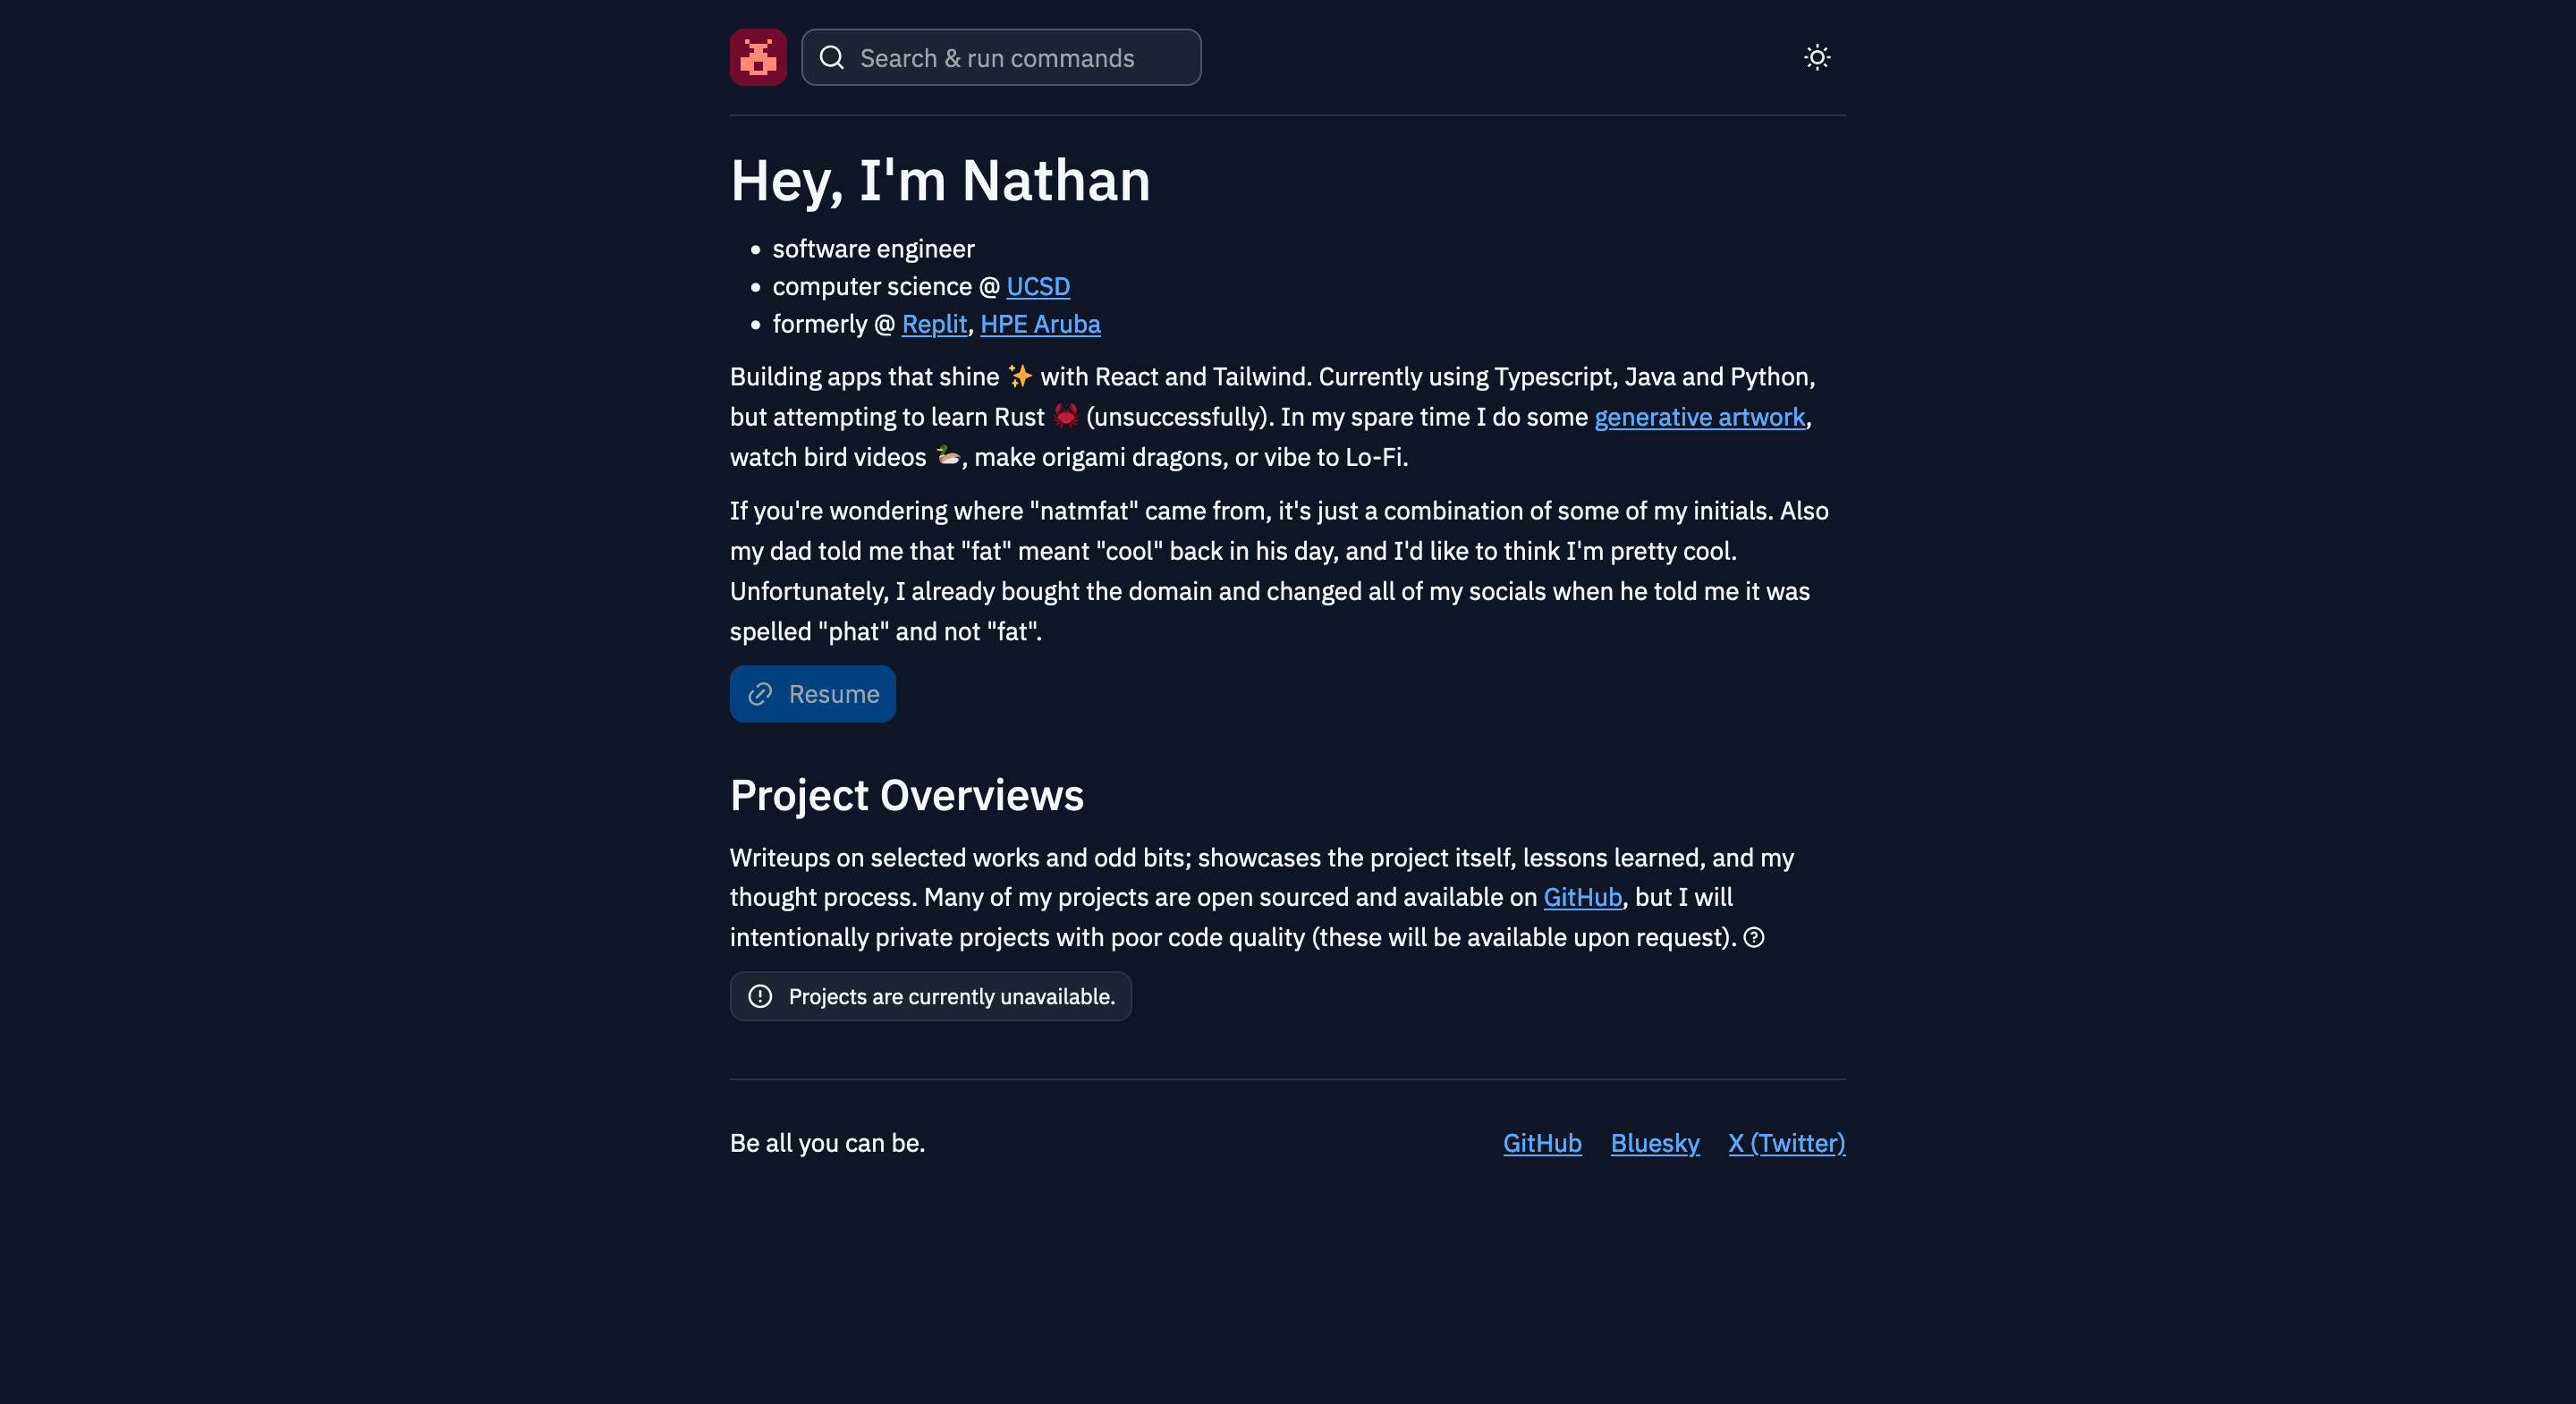 Search & run commands
Hey, I'm Nathan
• software engineer
• computer science @ UCSD
• formerly @ Replit, HPE Aruba
Building apps that shine ✨ with React and Tailwind. Currently using Typescript, Java and Python,
but attempting to learn Rust 🦀 (unsuccessfully). In my spare time I do some generative artwork,
watch bird videos 🦆, make origami dragons, or vibe to Lo-Fi.
If you're wondering where "natmfat" came from, it's just a combination of some of my initials. Also
my dad told me that "fat" meant "cool" back in his day, and I'd like to think I'm pretty cool.
Unfortunately, I already bought the domain and changed all of my socials when he told me it was
spelled "phat" and not "fat".
Resume
Project Overviews
Writeups on selected works and odd bits; showcases the project itself, lessons learned, and my
thought process. Many of my projects are open sourced and available on GitHub, but I will
intentionally private projects with poor code quality (these will be available upon request).
Projects are currently unavailable.
Be all you can be.
GitHub Bluesky X (Twitter)